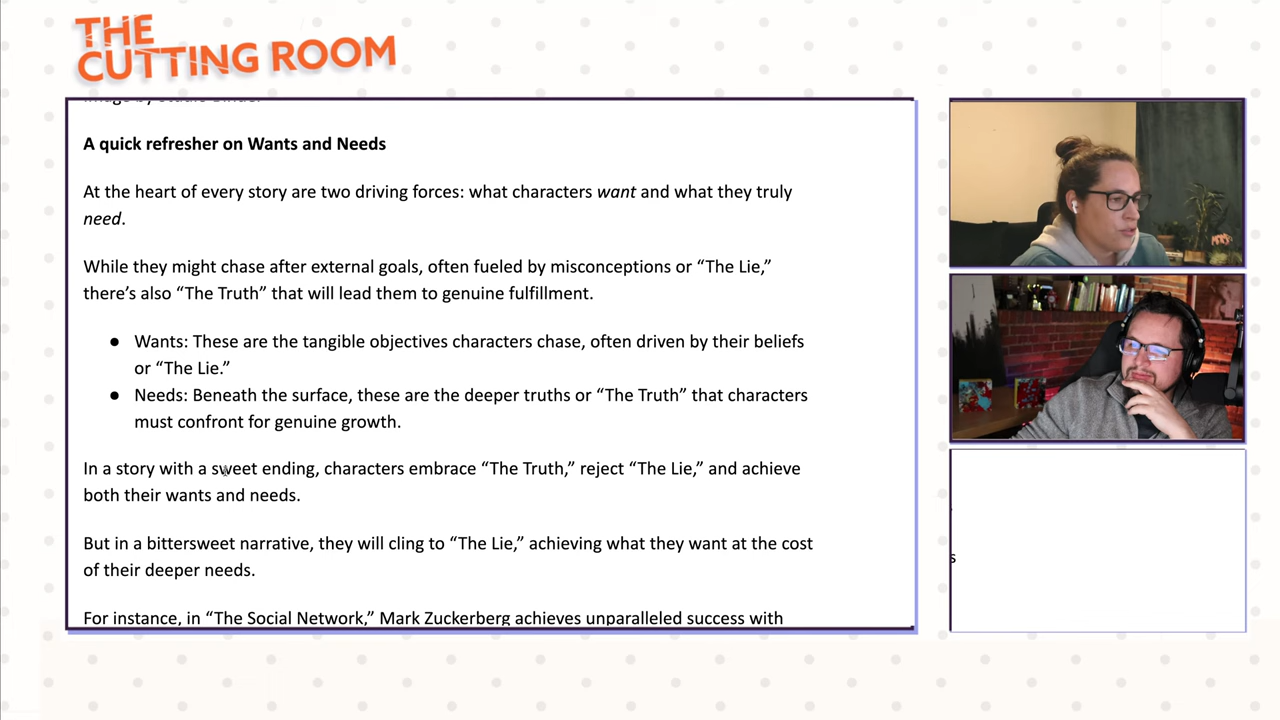 THE
CUTTING ROOM
A quick refresher on Wants and Needs
At the heart of every story are two driving forces: what characters want and what they truly
need.
While they might chase after external goals, often fueled by misconceptions or “The Lie,”
there’s also “The Truth” that will lead them to genuine fulfillment.
● Wants: These are the tangible objectives characters chase, often driven by their beliefs
or “The Lie.”
● Needs: Beneath the surface, these are the deeper truths or “The Truth” that characters
must confront for genuine growth.
In a story with a sweet ending, characters embrace “The Truth,” reject “The Lie,” and achieve
both their wants and needs.
But in a bittersweet narrative, they will cling to “The Lie,” achieving what they want at the cost
of their deeper needs.
For instance, in “The Social Network,” Mark Zuckerberg achieves unparalleled success with
s